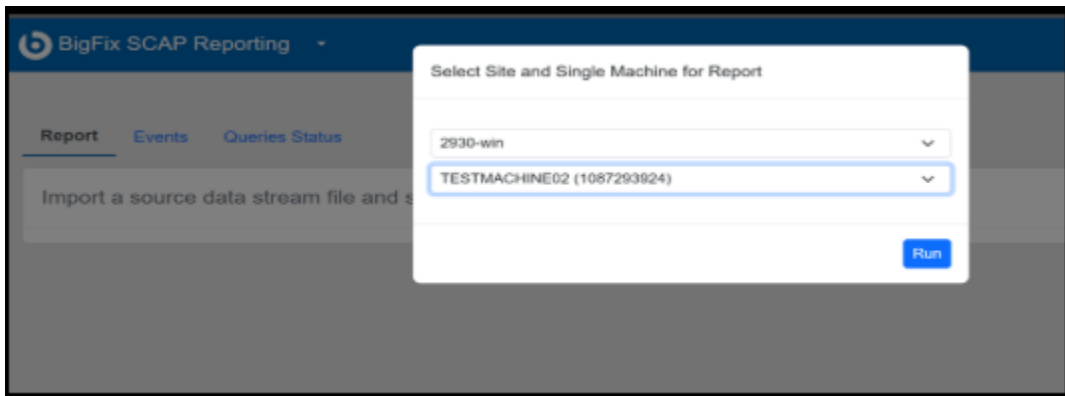 BigFix SCAP Reporting
Select Site and Single Machine for Report
Report Events Queries Status
2930-win
TESTMACHINE02 (1087293924)
Import a source data stream file and s
Run